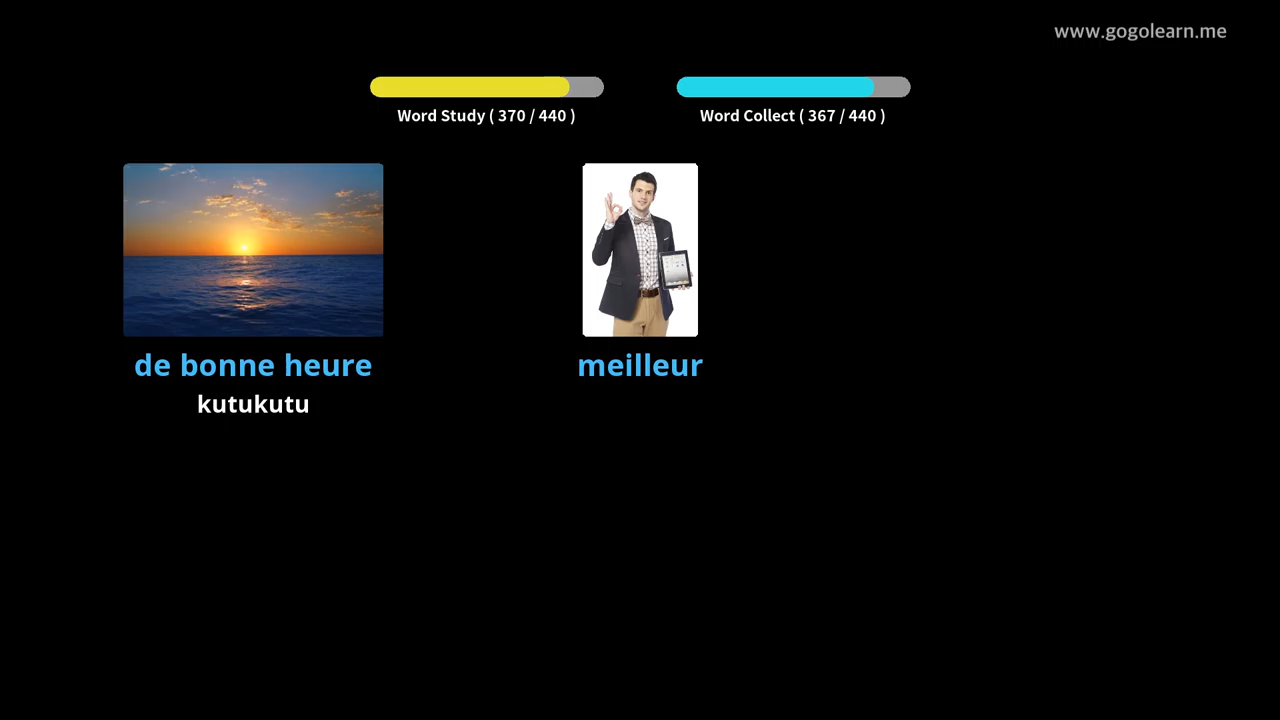 www.gogolearn.me
Word Study ( 370 / 440 )
Word Collect ( 367 / 440 )
de bonne heure
kutukutu
meilleur